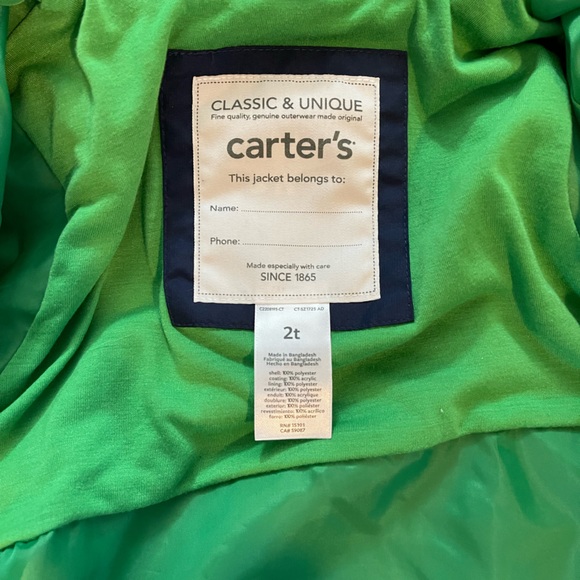 CLASSIC & UNIQUE
Fine quality, genuine outerwear made original
carter's
This jacket belongs to:
Name:
Phone:
Made especially with care
SINCE 1865
2t
Made in Bangladesh
Fabriqué au Bangladesh
Hecho en Bangladesh
shell: 100% polyester
coating: 100% acrylic
lining: 100% polyester
extérieur: 100% polyester
enduit: 100% acrylique
doublure: 100% polyester
exterior: 100% poliéster
revestimiento: 100% acrílico
forro: 100% poliéster